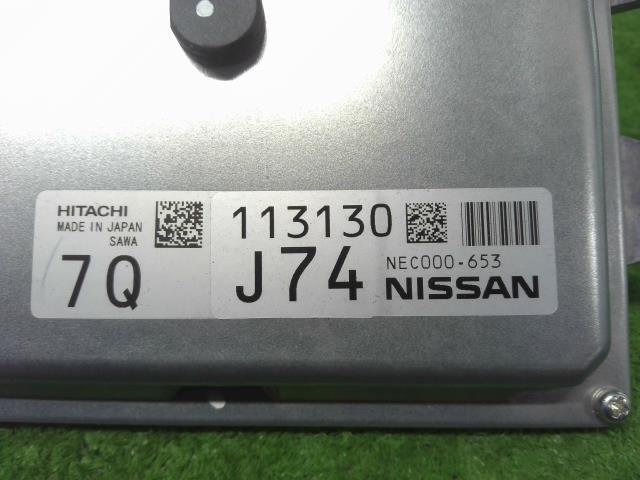 HITACHI
MADE IN JAPAN
SAWA
7Q
113130
J74
NEC000-653
NISSAN